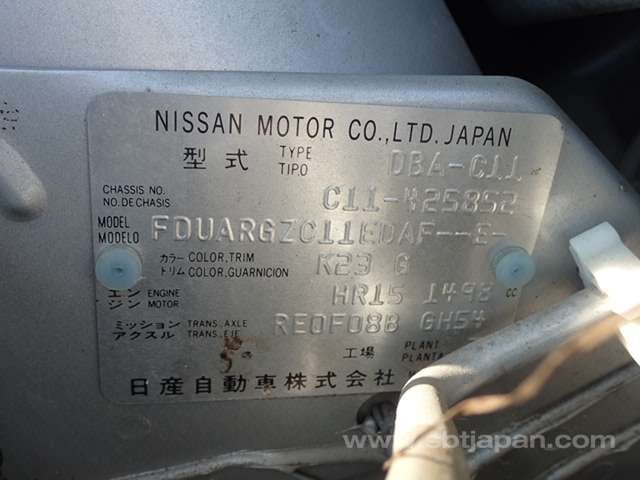 NISSAN MOTOR CO.,LTD. JAPAN
型式 TYPE TIPO DBA-C11
CHASSIS NO. NO. DE CHASIS C11-425852
MODEL MODELO FDUARGZC11EDAF--E-
カラー COLOR,TRIM トリム COLOR,GUARNICION K23 G
エンジン ENGINE MOTOR HR15 1498 CC
ミッション TRANS. AXLE アクスル TRANS. EJE RE0F08B GH54
工場 PLANT PLANTA
日産自動車株式会社
www.ebtjapan.com